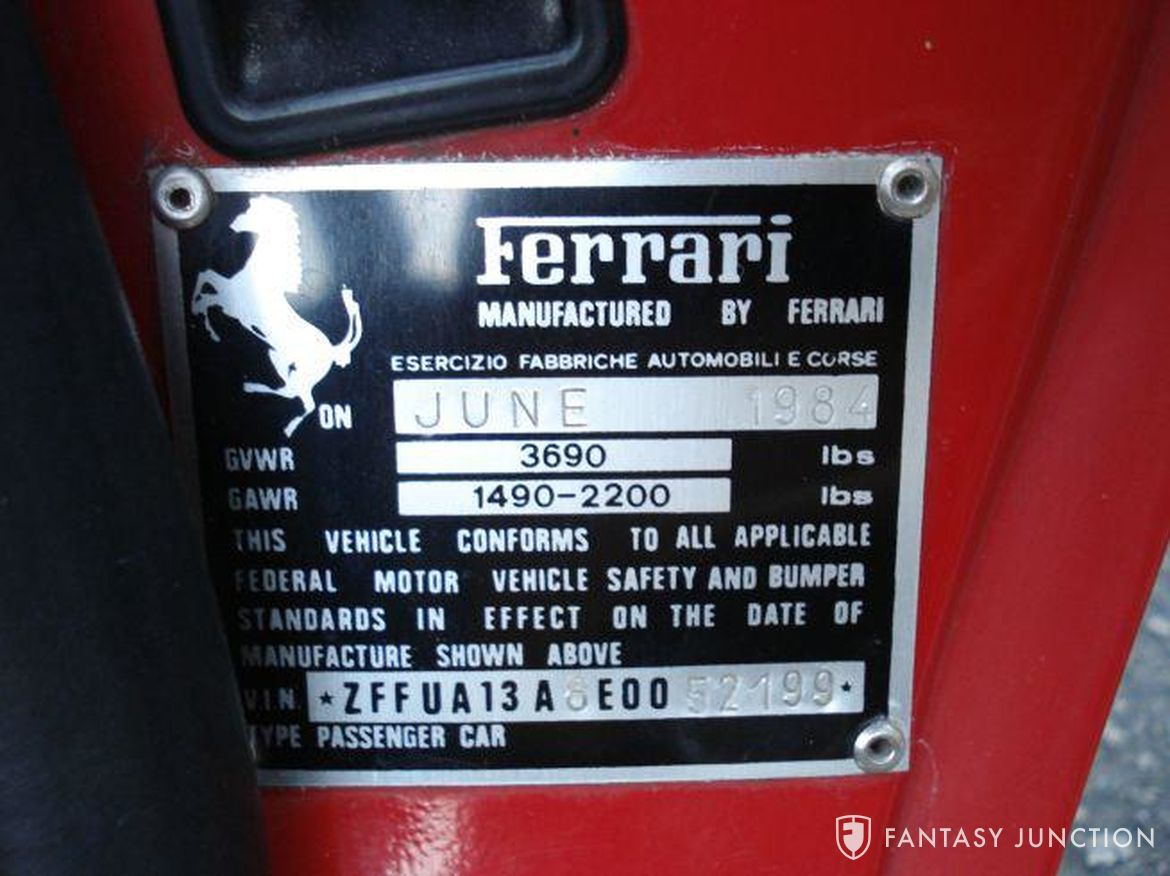 Ferrari
MANUFACTURED BY FERRARI
ESERCIZIO FABBRICHE AUTOMOBILI E CORSE
ON JUNE 1984
GVWR 3690 lbs
GAWR 1490-2200 lbs
THIS VEHICLE CONFORMS TO ALL APPLICABLE
FEDERAL MOTOR VEHICLE SAFETY AND BUMPER
STANDARDS IN EFFECT ON THE DATE OF
MANUFACTURE SHOWN ABOVE
V.I.N. ★ZFFUA13A8E0052199★
TYPE PASSENGER CAR
FANTASY JUNCTION